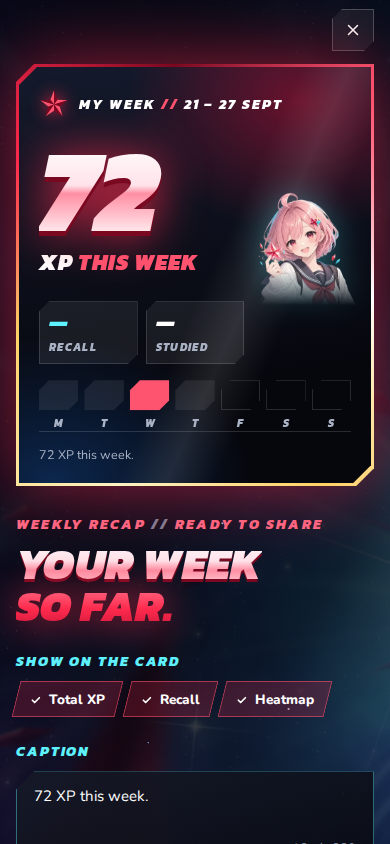 MY WEEK // 21 – 27 SEPT
72
XP THIS WEEK
– –
RECALL STUDIED
M T W T F S S
72 XP this week.
WEEKLY RECAP // READY TO SHARE
YOUR WEEK
SO FAR.
SHOW ON THE CARD
✓ Total XP ✓ Recall ✓ Heatmap
CAPTION
72 XP this week.